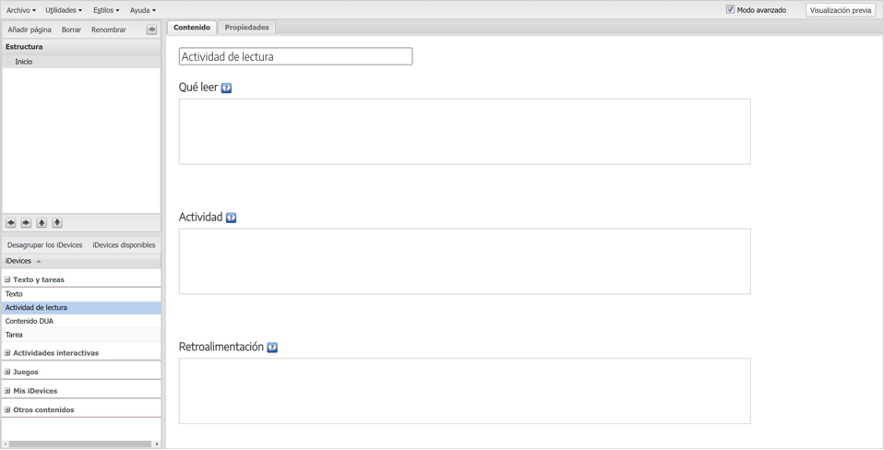 Archivo Utilidades Estilos Ayuda Modo avanzado Visualización previa
Añadir página Borrar Renombrar
Contenido Propiedades
Estructura
Inicio
Desagrupar los iDevices iDevices disponibles
iDevices
Texto y tareas
Texto
Actividad de lectura
Contenido DUA
Tarea
Actividades interactivas
Juegos
Mis iDevices
Otros contenidos
Actividad de lectura
Qué leer
Actividad
Retroalimentación